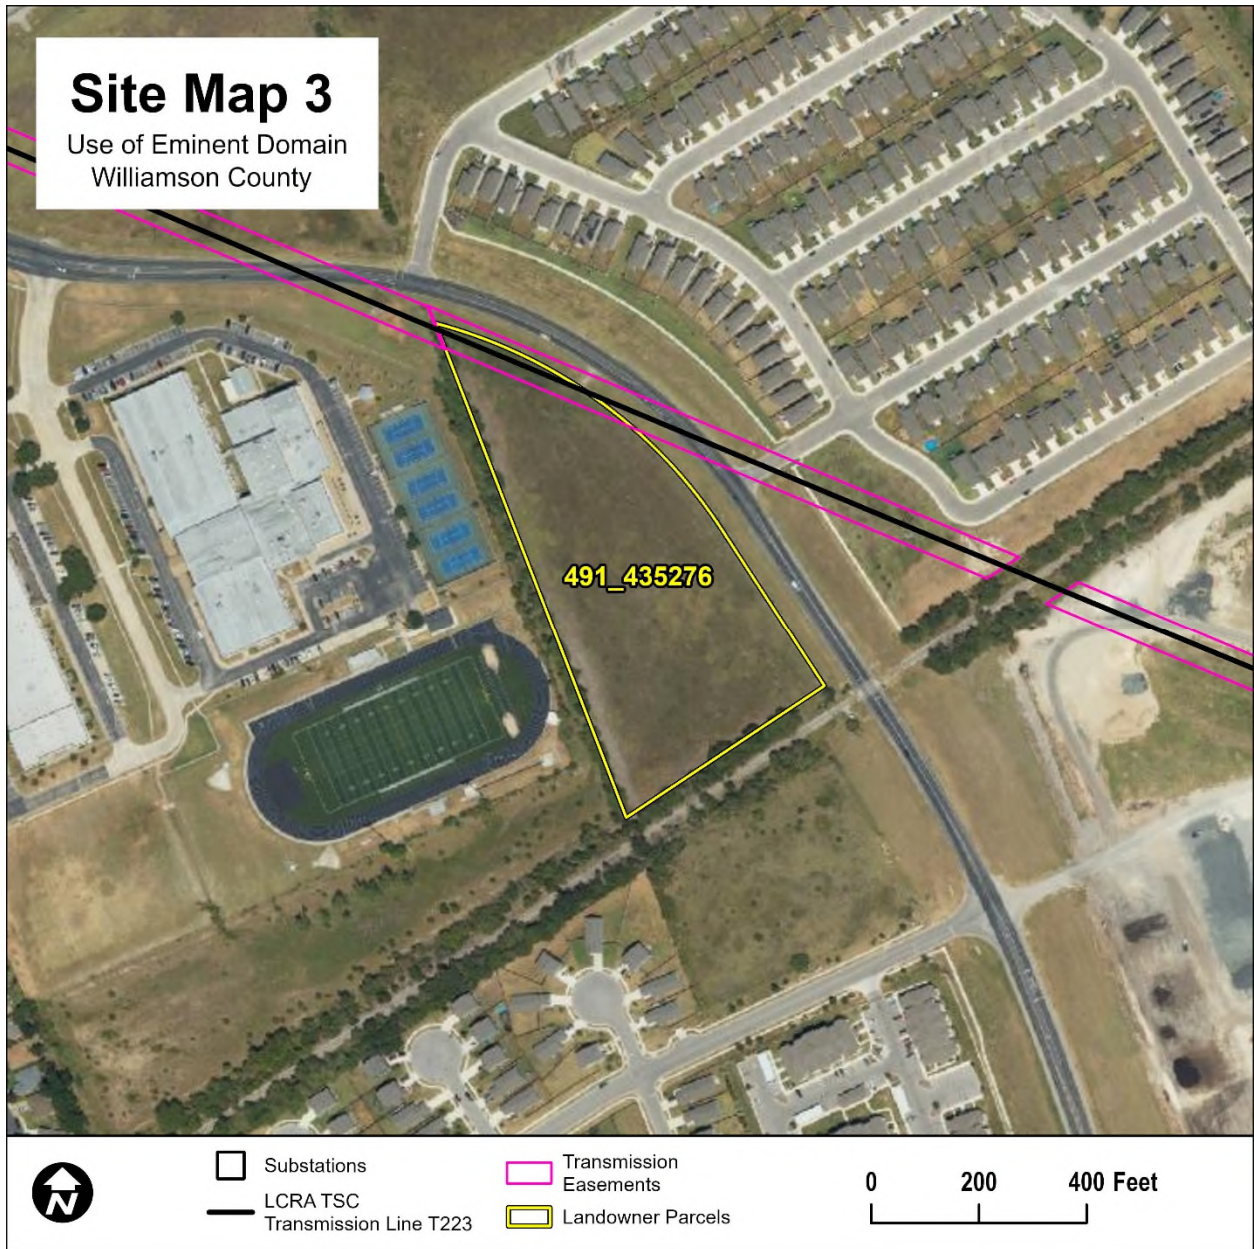 Site Map 3
Use of Eminent Domain
Williamson County
491_435276
N
Substations
LCRA TSC
Transmission Line T223
Transmission
Easements
Landowner Parcels
0 200 400 Feet